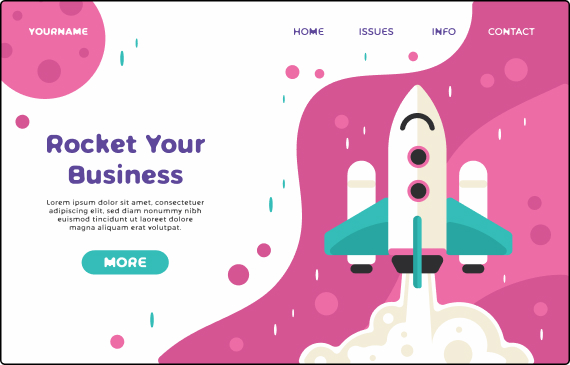 YOURNAME
HOME ISSUES INFO CONTACT
Rocket Your
Business
Lorem ipsum dolor sit amet, consectetuer
adipiscing elit, sed diam nonummy nibh
euismod tincidunt ut laoreet dolore
magna aliquam erat volutpat.
MORE